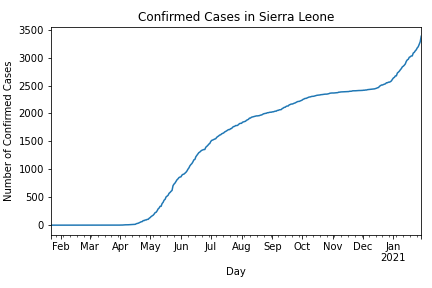 Confirmed Cases in Sierra Leone
Number of Confirmed Cases
3500
3000
2500
2000
1500
1000
500
0
Feb Mar Apr May Jun Jul Aug Sep Oct Nov Dec Jan
2021
Day